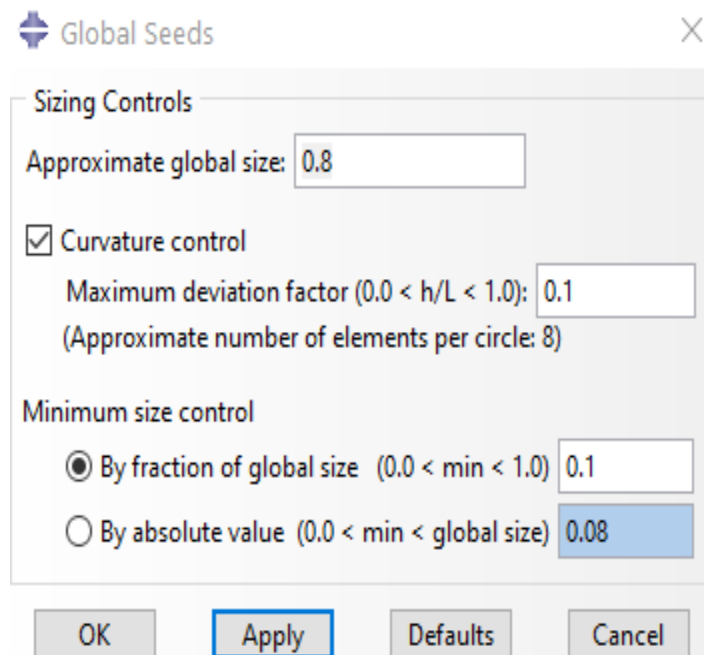 Global Seeds
Sizing Controls
Approximate global size: 0.8
Curvature control
Maximum deviation factor (0.0 < h/L < 1.0): 0.1
(Approximate number of elements per circle: 8)
Minimum size control
By fraction of global size (0.0 < min < 1.0) 0.1
By absolute value (0.0 < min < global size) 0.08
OK Apply Defaults Cancel